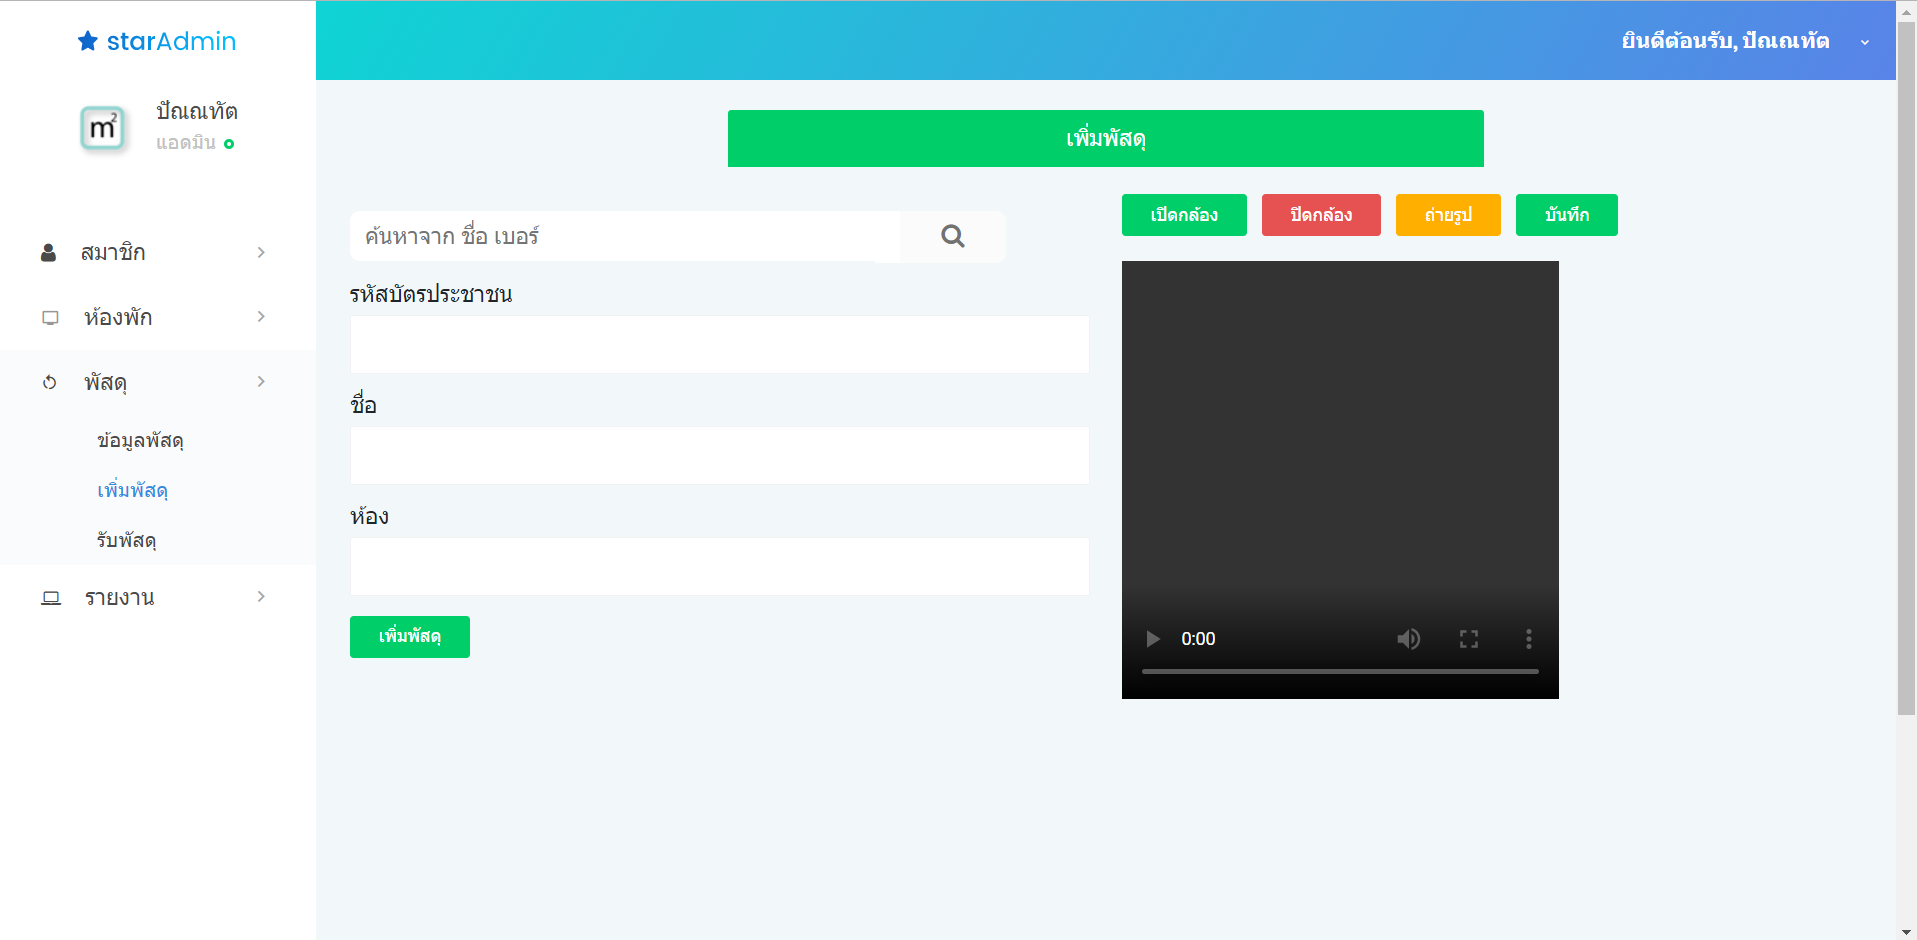 starAdmin
ยินดีต้อนรับ, ปัณณทัต
m²
ปัณณทัต
แอดมิน
สมาชิก
ห้องพัก
พัสดุ
ข้อมูลพัสดุ
เพิ่มพัสดุ
รับพัสดุ
รายงาน
เพิ่มพัสดุ
ค้นหาจาก ชื่อ เบอร์
รหัสบัตรประชาชน
ชื่อ
ห้อง
เพิ่มพัสดุ
เปิดกล้อง ปิดกล้อง ถ่ายรูป บันทึก
0:00